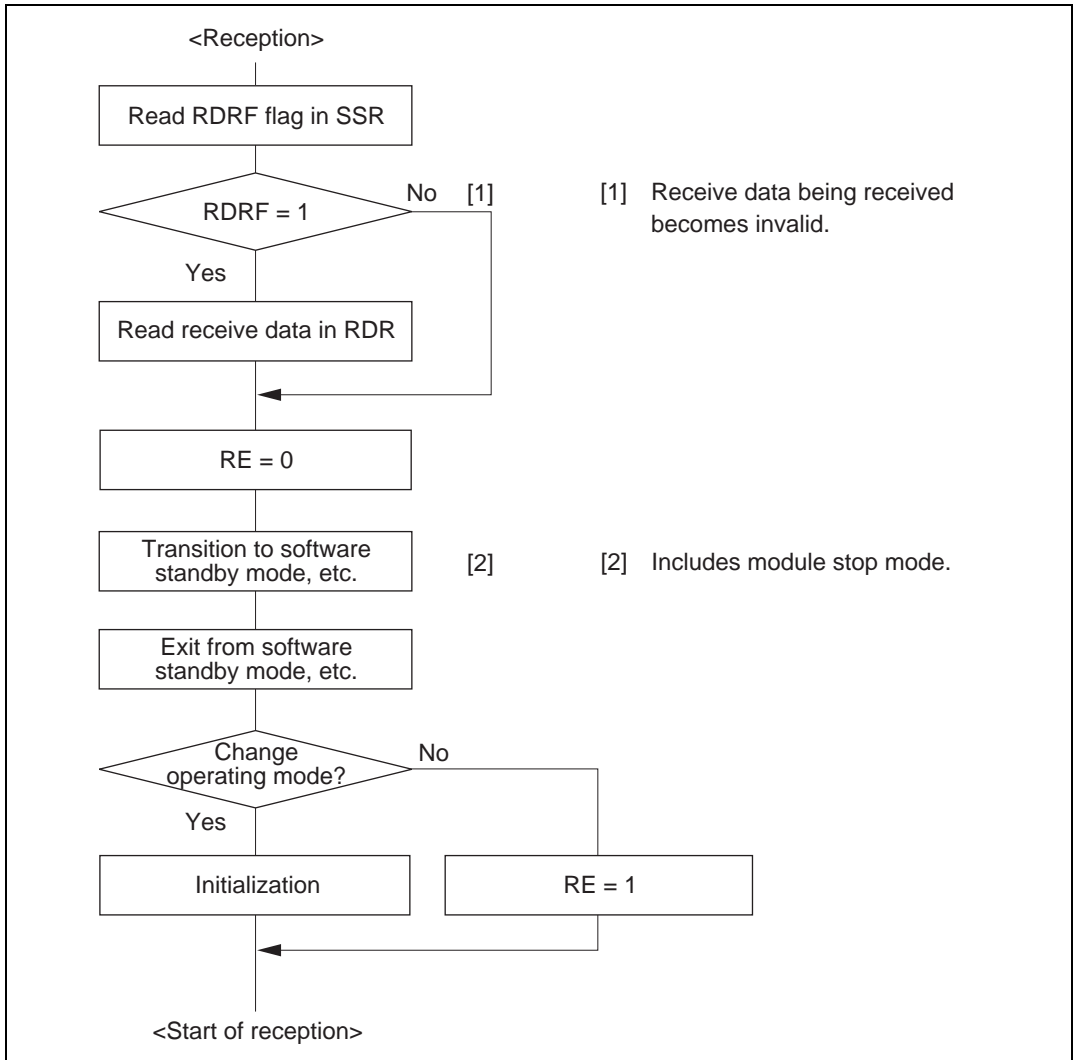 <Reception>
Read RDRF flag in SSR
RDRF = 1
No [1]
[1] Receive data being received
becomes invalid.
Yes
Read receive data in RDR
RE = 0
Transition to software
standby mode, etc.
[2]
[2] Includes module stop mode.
Exit from software
standby mode, etc.
Change
operating mode?
No
Yes
Initialization
RE = 1
<Start of reception>